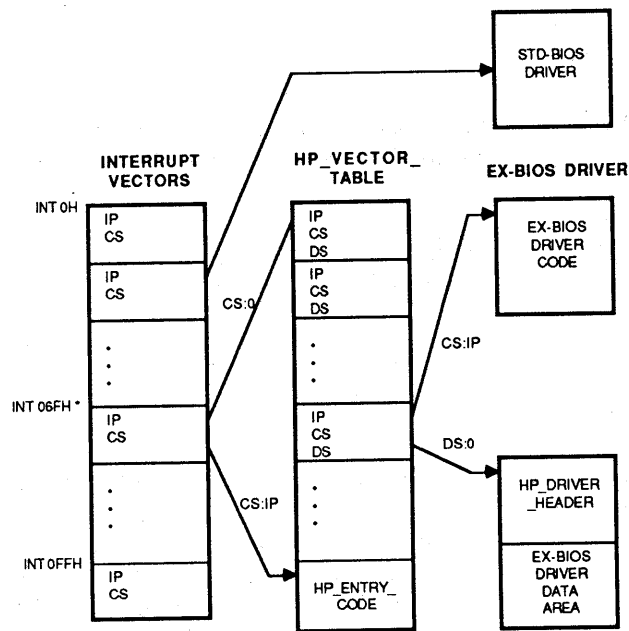 STD-BIOS
DRIVER
INTERRUPT
VECTORS
HP_VECTOR_
TABLE
EX-BIOS DRIVER
INT 0H
IP
CS
IP
CS
INT 06FH *
IP
CS
INT 0FFH
IP
CS
CS:0
CS:IP
IP
CS
DS
IP
CS
DS
IP
CS
DS
HP_ENTRY_
CODE
CS:IP
DS:0
EX-BIOS
DRIVER
CODE
HP_DRIVER
_HEADER
EX-BIOS
DRIVER
DATA
AREA